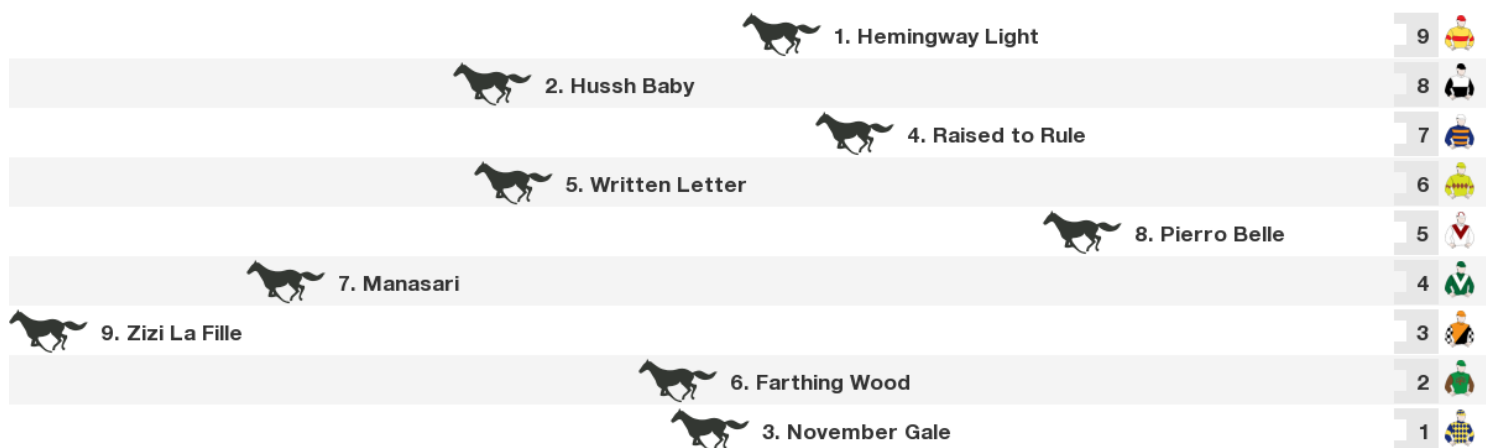 1. Hemingway Light 9
2. Hussh Baby 8
4. Raised to Rule 7
5. Written Letter 6
8. Pierro Belle 5
7. Manasari 4
9. Zizi La Fille 3
6. Farthing Wood 2
3. November Gale 1